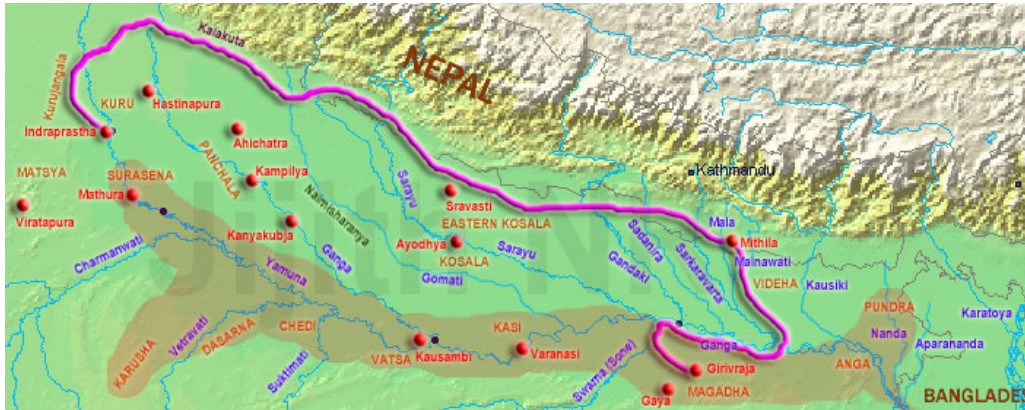 Kalakuta
NEPAL
Kurujangala
KURU
Hastinapura
Indraprastha
Ahichatra
PANCHALA
MATSYA
SURASENA
Kampilya
Kathmandu
Mathura
Naimisharanya
Sarayu
Sravasti
Viratapura
Kanyakubja
EASTERN KOSALA
Mala
Ayodhya
Mithila
Charmanwati
Ganga
Sarayu
Sadanira
KOSALA
Gandaki
Mainawati
Yamuna
Gomati
Sarkaravarta
VIDEHA
Kausiki
PUNDRA
Karatoya
Vetravati
DASARNA
CHEDI
KASI
Nanda
Aparananda
KARUSHA
Suktimati
VATSA
Kausambi
Varanasi
Swarna (Sone)
Ganga
ANGA
Girivraja
Gaya
MAGADHA
BANGLADES